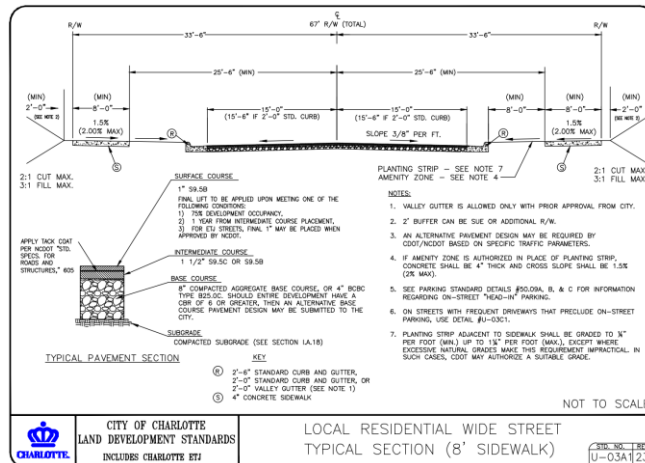 R/W
℄
67' R/W (TOTAL)
R/W
33'-6"
33'-6"
25'-6" (MIN)
25'-6" (MIN)
(MIN)
2'-0"
(SEE NOTE 2)
(MIN)
8'-0"
1.5%
(2.00% MAX)
15'-0"
(15'-6" IF 2'-0" STD. CURB)
15'-0"
(15'-6" IF 2'-0" STD. CURB)
SLOPE 3/8" PER FT.
(MIN)
8'-0"
1.5%
(2.00% MAX)
(MIN)
2'-0"
(SEE NOTE 2)
R
R
S
S
2:1 CUT MAX.
3:1 FILL MAX.
PLANTING STRIP – SEE NOTE 7
AMENITY ZONE – SEE NOTE 4
2:1 CUT MAX.
3:1 FILL MAX.
SURFACE COURSE
1" S9.5B
FINAL LIFT TO BE APPLIED UPON MEETING ONE OF THE
FOLLOWING CONDITIONS:
1) 75% DEVELOPMENT OCCUPANCY,
2) 1 YEAR FROM INTERMEDIATE COURSE PLACEMENT,
3) FOR ETJ STREETS, FINAL 1" MAY BE PLACED WHEN
APPROVED BY NCDOT.
APPLY TACK COAT
PER NCDOT "STD.
SPECS. FOR
ROADS AND
STRUCTURES," 605
INTERMEDIATE COURSE
1 1/2" S9.5C OR S9.5B
BASE COURSE
8" COMPACTED AGGREGATE BASE COURSE, OR 4" BCBC
TYPE B25.0C. SHOULD ENTIRE DEVELOPMENT HAVE A
CBR OF 6 OR GREATER, THEN AN ALTERNATIVE BASE
COURSE PAVEMENT DESIGN MAY BE SUBMITTED TO THE
CITY.
SUBGRADE
COMPACTED SUBGRADE (SEE SECTION I.A.18)
TYPICAL PAVEMENT SECTION
KEY
R 2'-6" STANDARD CURB AND GUTTER,
2'-0" STANDARD CURB AND GUTTER, OR
2'-0" VALLEY GUTTER (SEE NOTE 1)
S 4" CONCRETE SIDEWALK
NOTES:
1. VALLEY GUTTER IS ALLOWED ONLY WITH PRIOR APPROVAL FROM CITY.
2. 2' BUFFER CAN BE SUE OR ADDITIONAL R/W.
3. AN ALTERNATIVE PAVEMENT DESIGN MAY BE REQUIRED BY
CDOT/NCDOT BASED ON SPECIFIC TRAFFIC PARAMETERS.
4. IF AMENITY ZONE IS AUTHORIZED IN PLACE OF PLANTING STRIP,
CONCRETE SHALL BE 4" THICK AND CROSS SLOPE SHALL BE 1.5%
(2% MAX).
5. SEE PARKING STANDARD DETAILS #50.09A, B, & C FOR INFORMATION
REGARDING ON-STREET "HEAD-IN" PARKING.
6. ON STREETS WITH FREQUENT DRIVEWAYS THAT PRECLUDE ON-STREET
PARKING, USE DETAIL #U-03C1.
7. PLANTING STRIP ADJACENT TO SIDEWALK SHALL BE GRADED TO ¼"
PER FOOT (MIN.) UP TO 1¼" PER FOOT (MAX.), EXCEPT WHERE
EXCESSIVE NATURAL GRADES MAKE THIS REQUIREMENT IMPRACTICAL. IN
SUCH CASES, CDOT MAY AUTHORIZE A SUITABLE GRADE.
NOT TO SCALE
CHARLOTTE.
CITY OF CHARLOTTE
LAND DEVELOPMENT STANDARDS
INCLUDES CHARLOTTE ETJ
LOCAL RESIDENTIAL WIDE STREET
TYPICAL SECTION (8' SIDEWALK)
STD. NO.
U-03A1
23